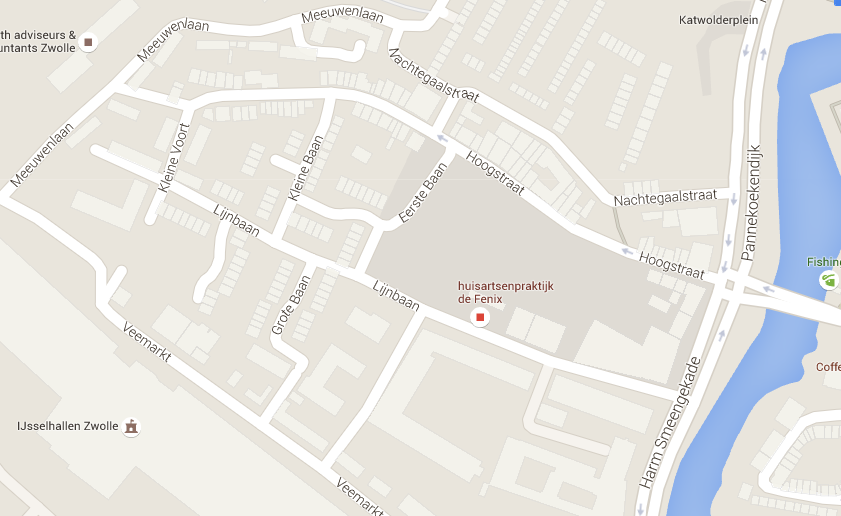 Meeuwenlaan
Katwolderplein
Meeuwenlaan
th adviseurs &
untants Zwolle
Nachtegaalstraat
Meeuwenlaan
Kleine Voort
Kleine Baan
Hoogstraat
Pannekoekendijk
Eerste Baan
Nachtegaalstraat
Lijnbaan
Hoogstraat
Fishin
Grote Baan
Lijnbaan
huisartsenpraktijk
de Fenix
Veemarkt
Coffe
Harm Smeengekade
IJsselhallen Zwolle
Veemarkt